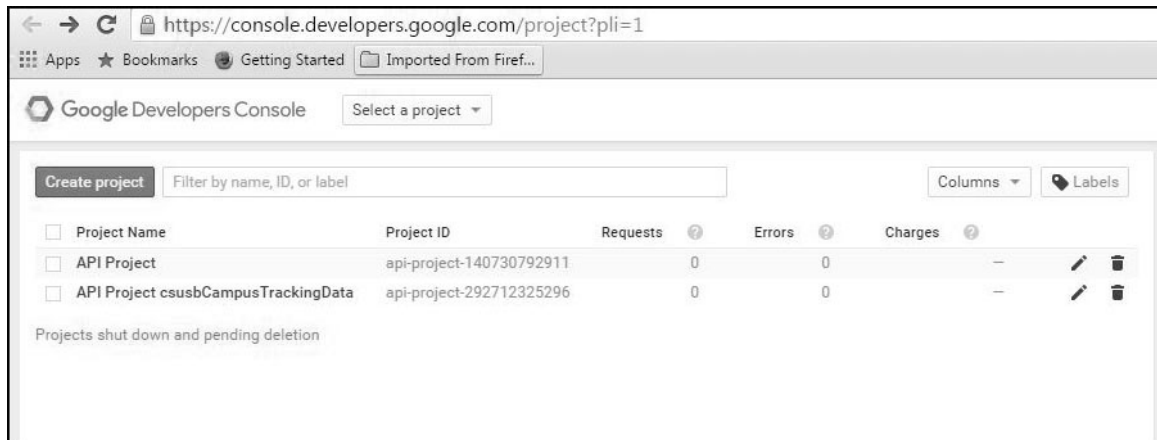 https://console.developers.google.com/project?pli=1
Apps Bookmarks Getting Started Imported From Firef...
Google Developers Console Select a project
Create project Filter by name, ID, or label Columns Labels
Project Name Project ID Requests ? Errors ? Charges ?
API Project api-project-140730792911 0 0 —
API Project csusbCampusTrackingData api-project-292712325296 0 0 —
Projects shut down and pending deletion